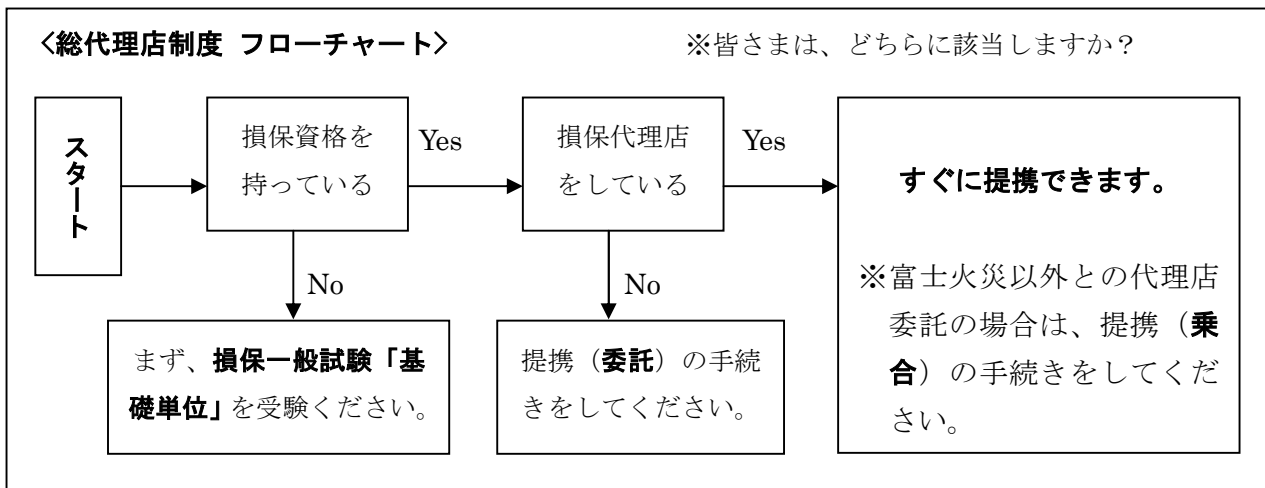 〈総代理店制度 フローチャート〉
※皆さまは、どちらに該当しますか？
スタート
損保資格を
持っている
Yes
損保代理店
をしている
Yes
すぐに提携できます。
※富士火災以外との代理店
委託の場合は、提携（乗
合）の手続きをしてくだ
さい。
No
まず、損保一般試験「基
礎単位」を受験ください。
No
提携（委託）の手続
きをしてください。